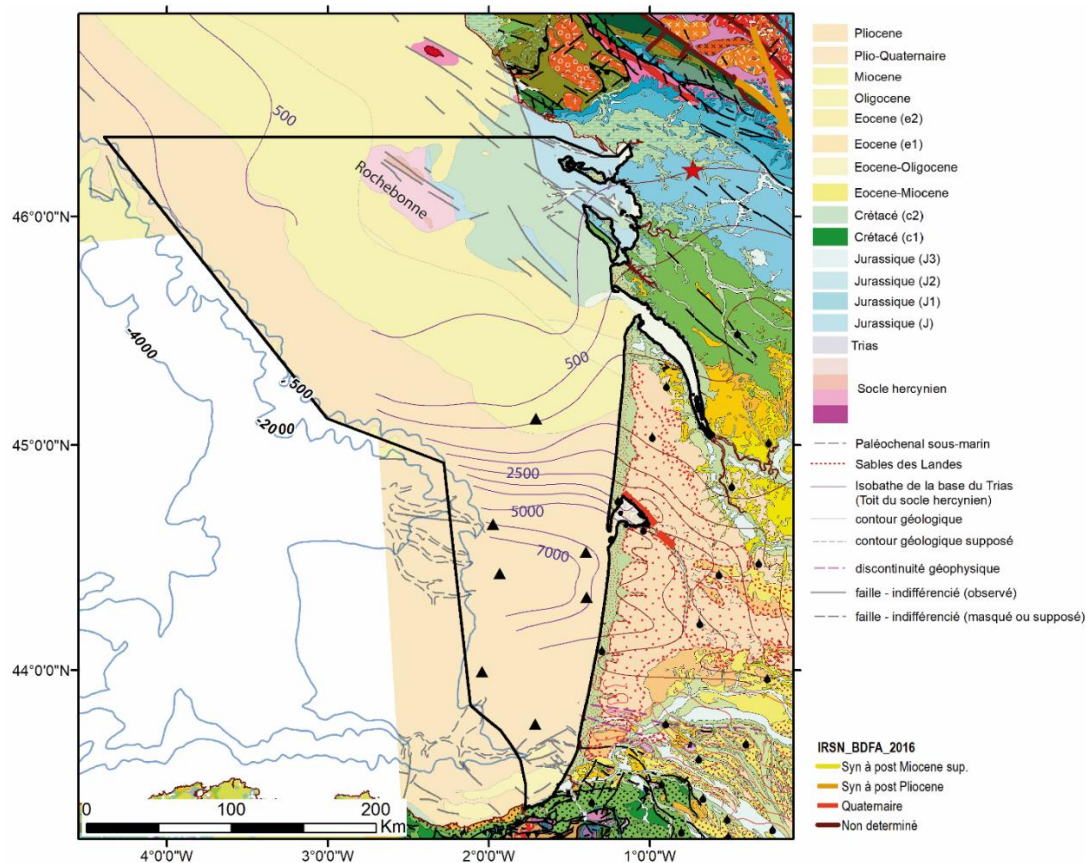 500
Rochebonne
46°0'0"N
-4000
-500
-2000
500
45°0'0"N
2500
5000
7000
44°0'0"N
0
100
200
Km
4°0'0"W
3°0'0"W
2°0'0"W
1°0'0"W
Pliocene
Plio-Quaternaire
Miocene
Oligocene
Eocene (e2)
Eocene (e1)
Eocene-Oligocene
Eocene-Miocene
Crétacé (c2)
Crétacé (c1)
Jurassique (J3)
Jurassique (J2)
Jurassique (J1)
Jurassique (J)
Trias
Socle hercynien
Paléochenal sous-marin
Sables des Landes
Isobathe de la base du Trias
(Toit du socle hercynien)
contour géologique
contour géologique supposé
discontinuité géophysique
faille - indifférencié (observé)
faille - indifférencié (masqué ou supposé)
IRSN_BDFA_2016
Syn à post Miocene sup.
Syn à post Pliocene
Quaternaire
Non determiné